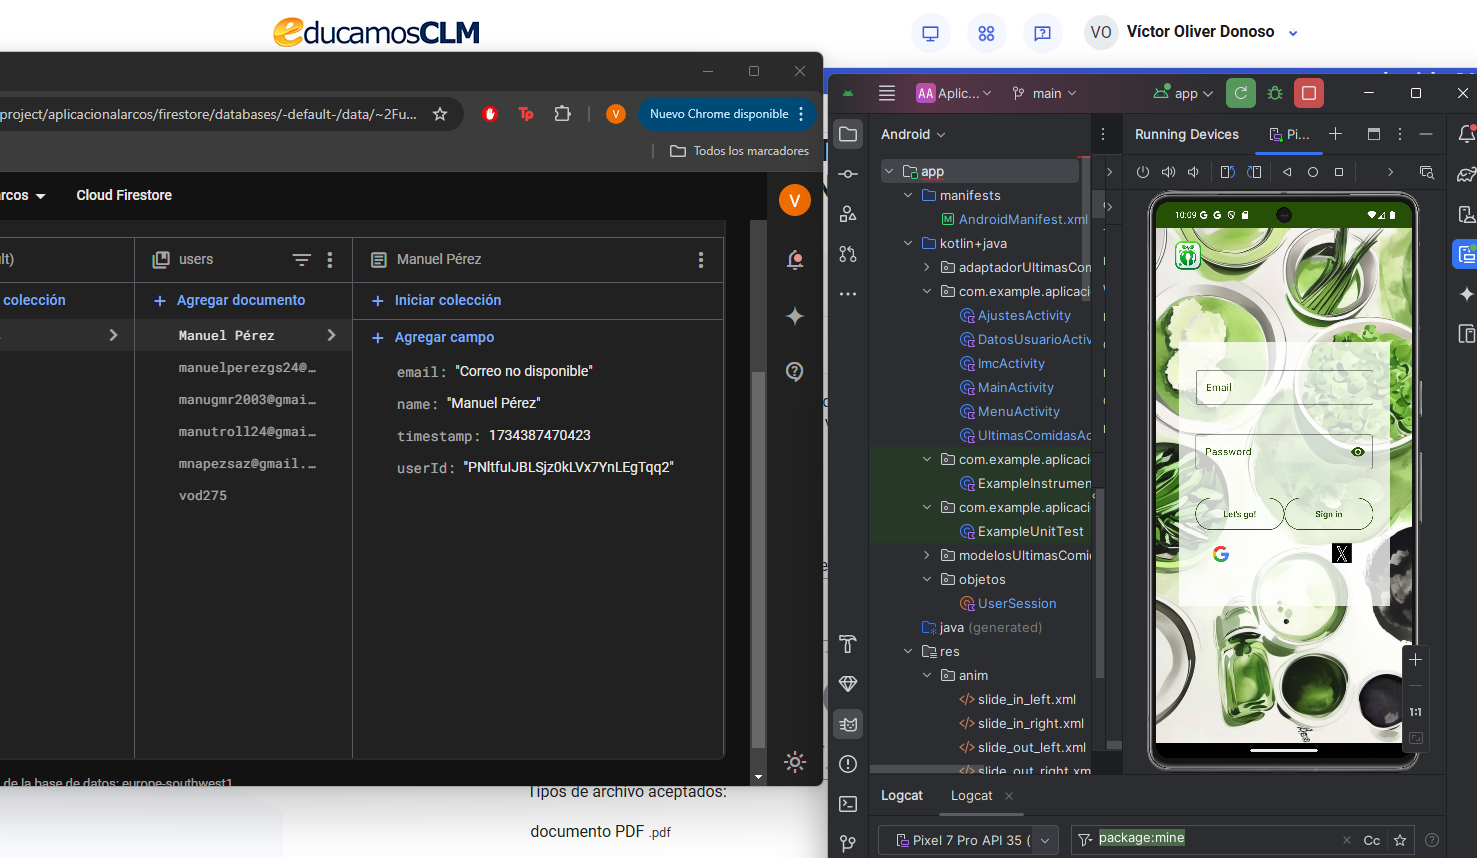 educamosCLM
VO
Víctor Oliver Donoso
project/aplicacionalarcos/firestore/databases/-default-/data/~2Fu...
Tp
V
Nuevo Chrome disponible
Todos los marcadores
rcos
Cloud Firestore
V
lt)
users
Manuel Pérez
colección
Agregar documento
Iniciar colección
Manuel Pérez
Agregar campo
manuelperezgs24@…
email: "Correo no disponible"
manugmr2003@gmai…
name: "Manuel Pérez"
manutroll24@gmai…
timestamp: 1734387470423
mnapezsaz@gmail.…
userId: "PNltfulJBLSjz0kLVx7YnLEgTqq2"
vod275
de la base de datos: europe-southwest1
Tipos de archivo aceptados:
documento PDF .pdf
AA
Aplic...
main
app
Android
Running Devices
Pi...
app
manifests
AndroidManifest.xml
kotlin+java
adaptadorUltimasCom
com.example.aplicaci
AjustesActivity
DatosUsuarioActiv
ImcActivity
MainActivity
MenuActivity
UltimasComidasAc
com.example.aplicaci
ExampleInstrumen
com.example.aplicaci
ExampleUnitTest
modelosUltimasComi
objetos
UserSession
java (generated)
res
anim
slide_in_left.xml
slide_in_right.xml
slide_out_left.xml
slide_out_right.xml
10:09
Email
Password
Let's go!
Sign in
1:1
Logcat
Logcat
Pixel 7 Pro API 35 (
package:mine
Cc